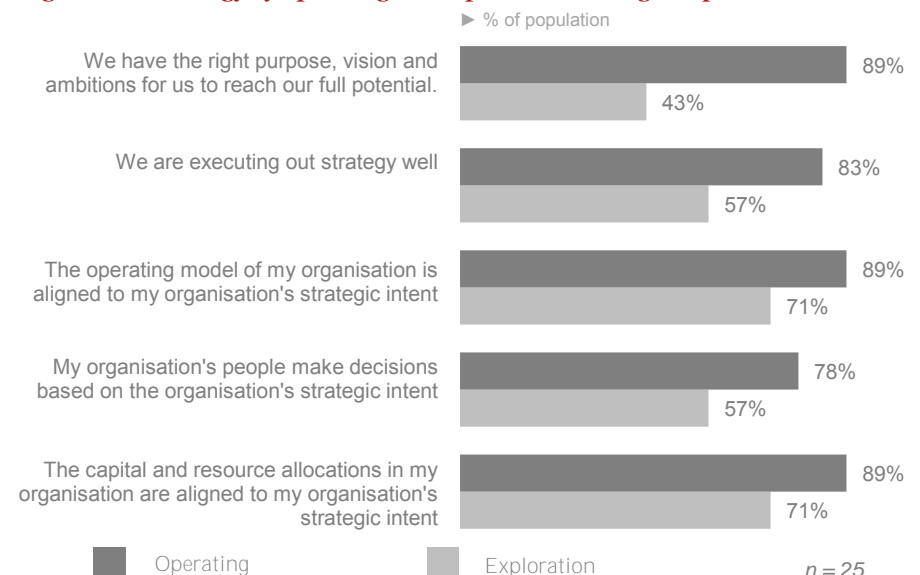 ► % of population
We have the right purpose, vision and
ambitions for us to reach our full potential.
89%
43%
We are executing out strategy well
83%
57%
The operating model of my organisation is
aligned to my organisation's strategic intent
89%
71%
My organisation's people make decisions
based on the organisation's strategic intent
78%
57%
The capital and resource allocations in my
organisation are aligned to my organisation's
strategic intent
89%
71%
Operating
Exploration
n = 25